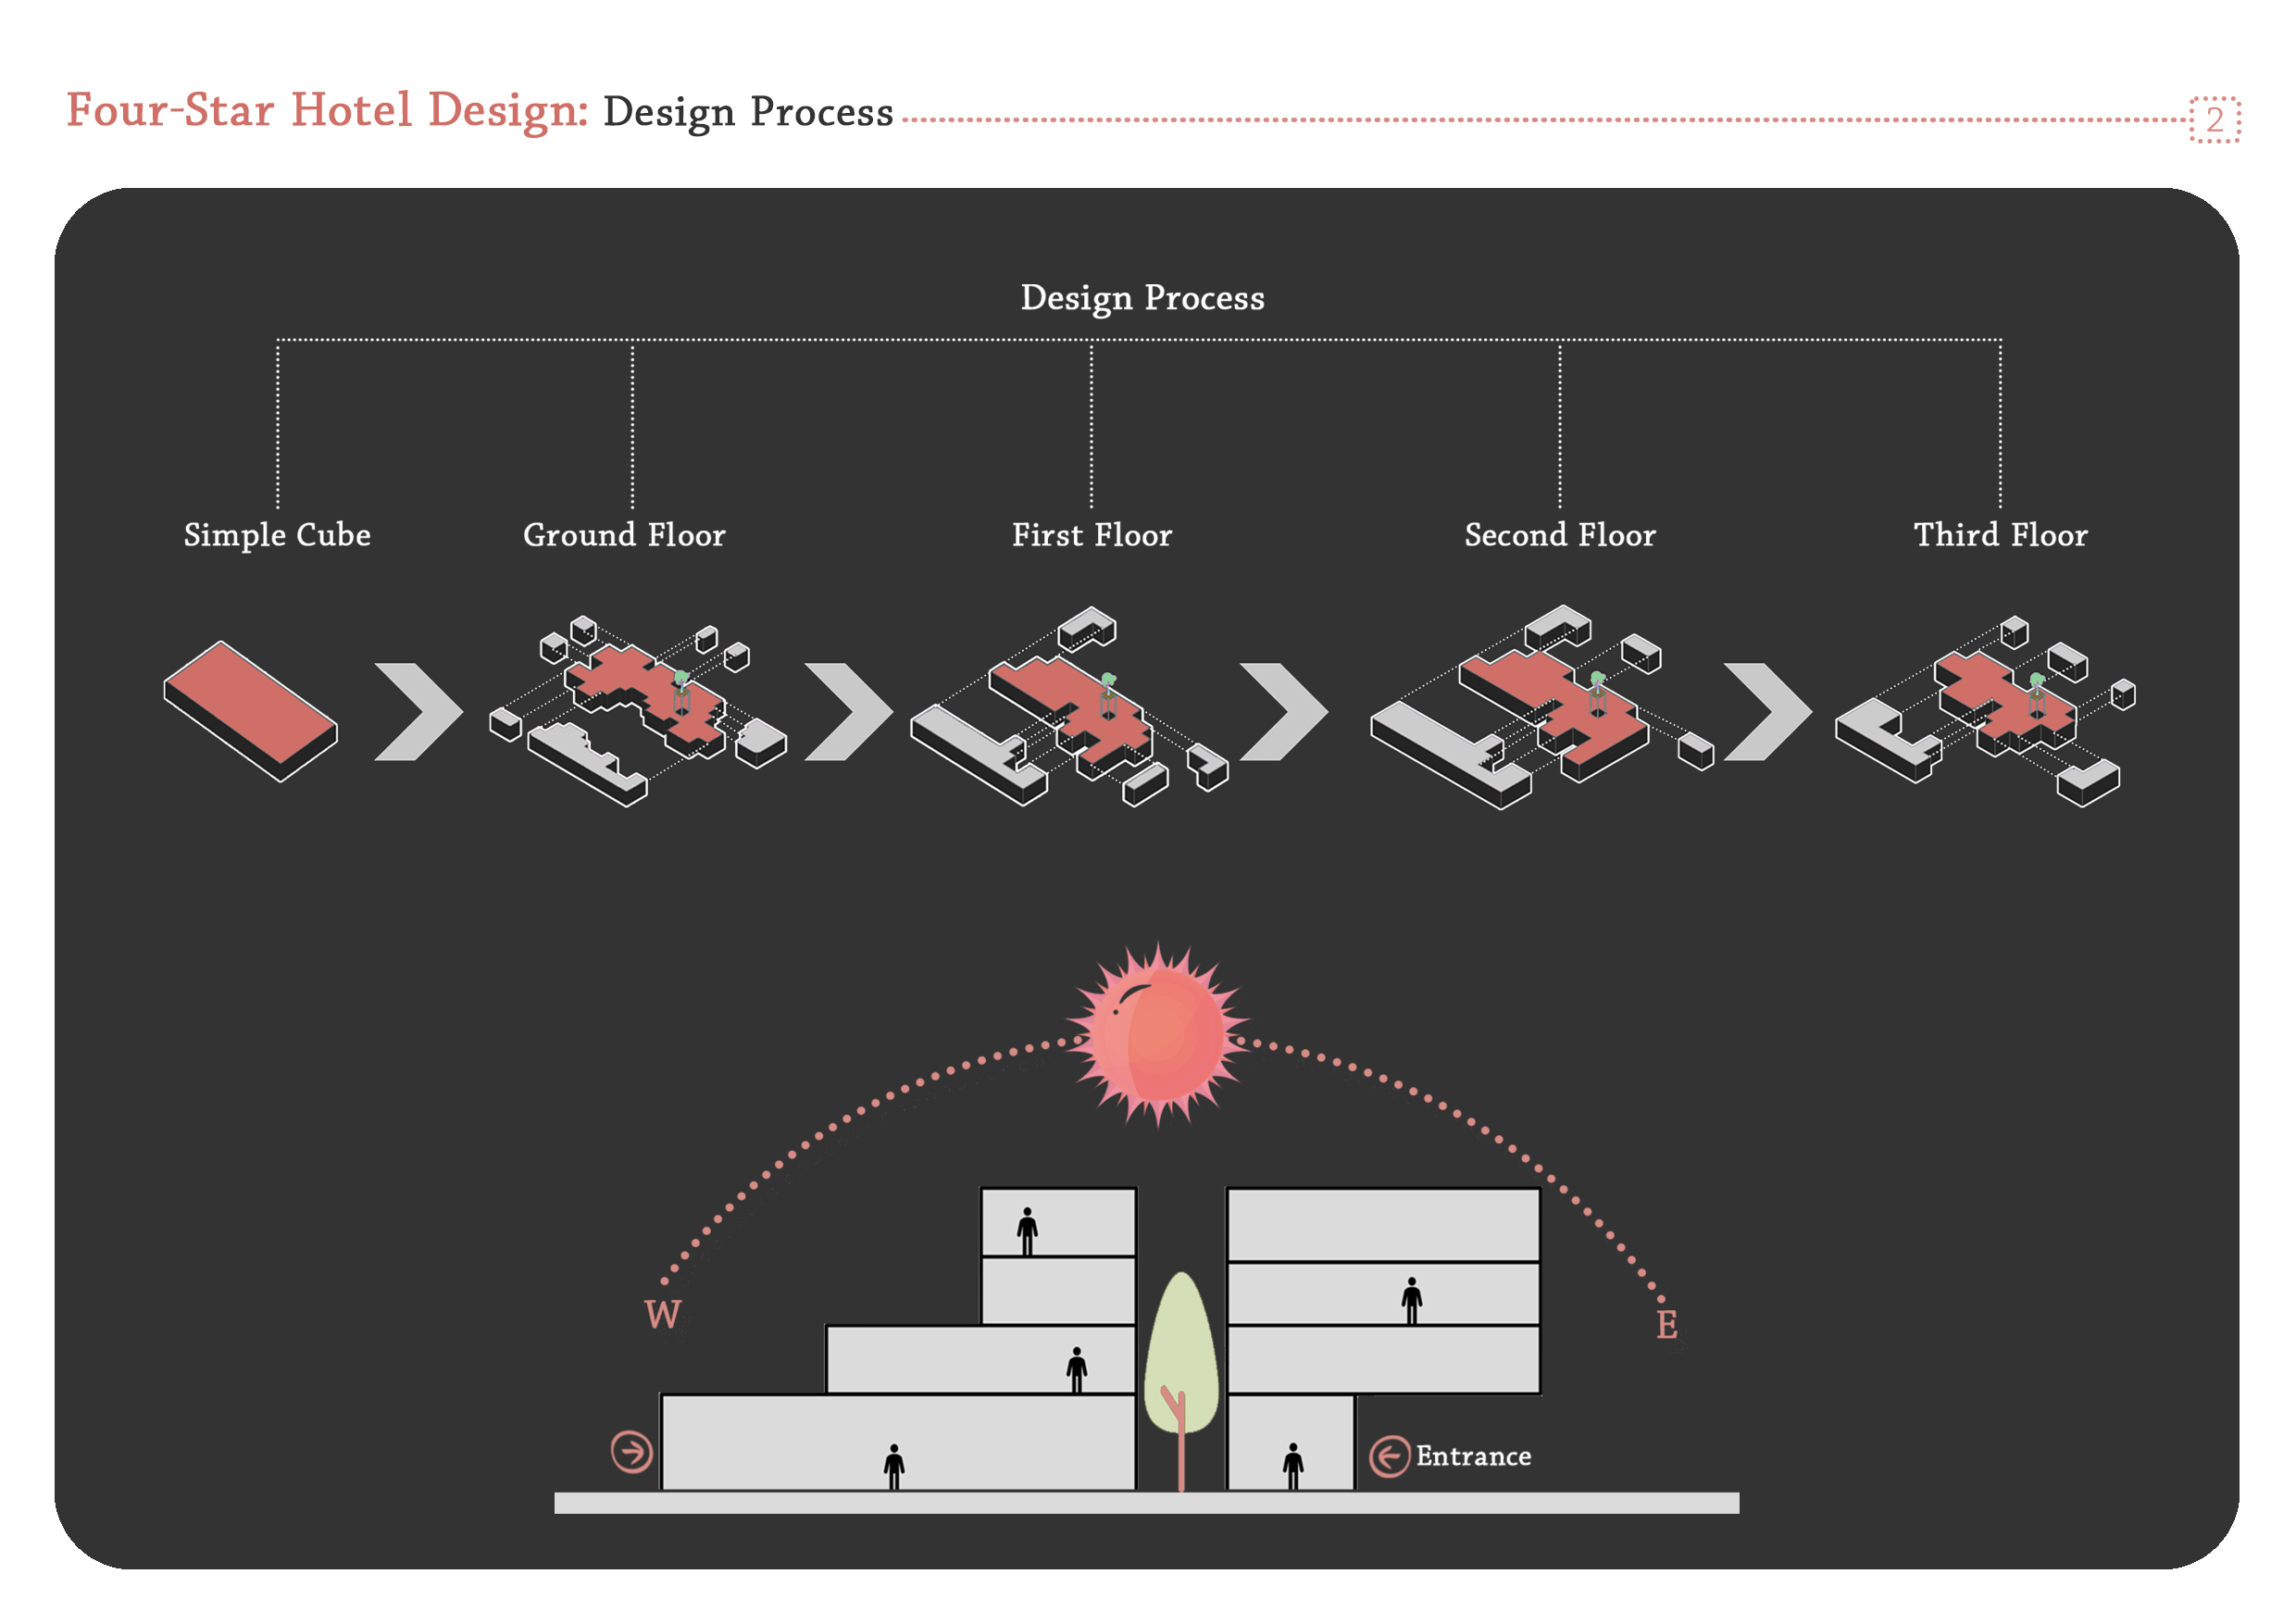 Four-Star Hotel Design: Design Process
2
Design Process
Simple Cube
Ground Floor
First Floor
Second Floor
Third Floor
W
E
Entrance